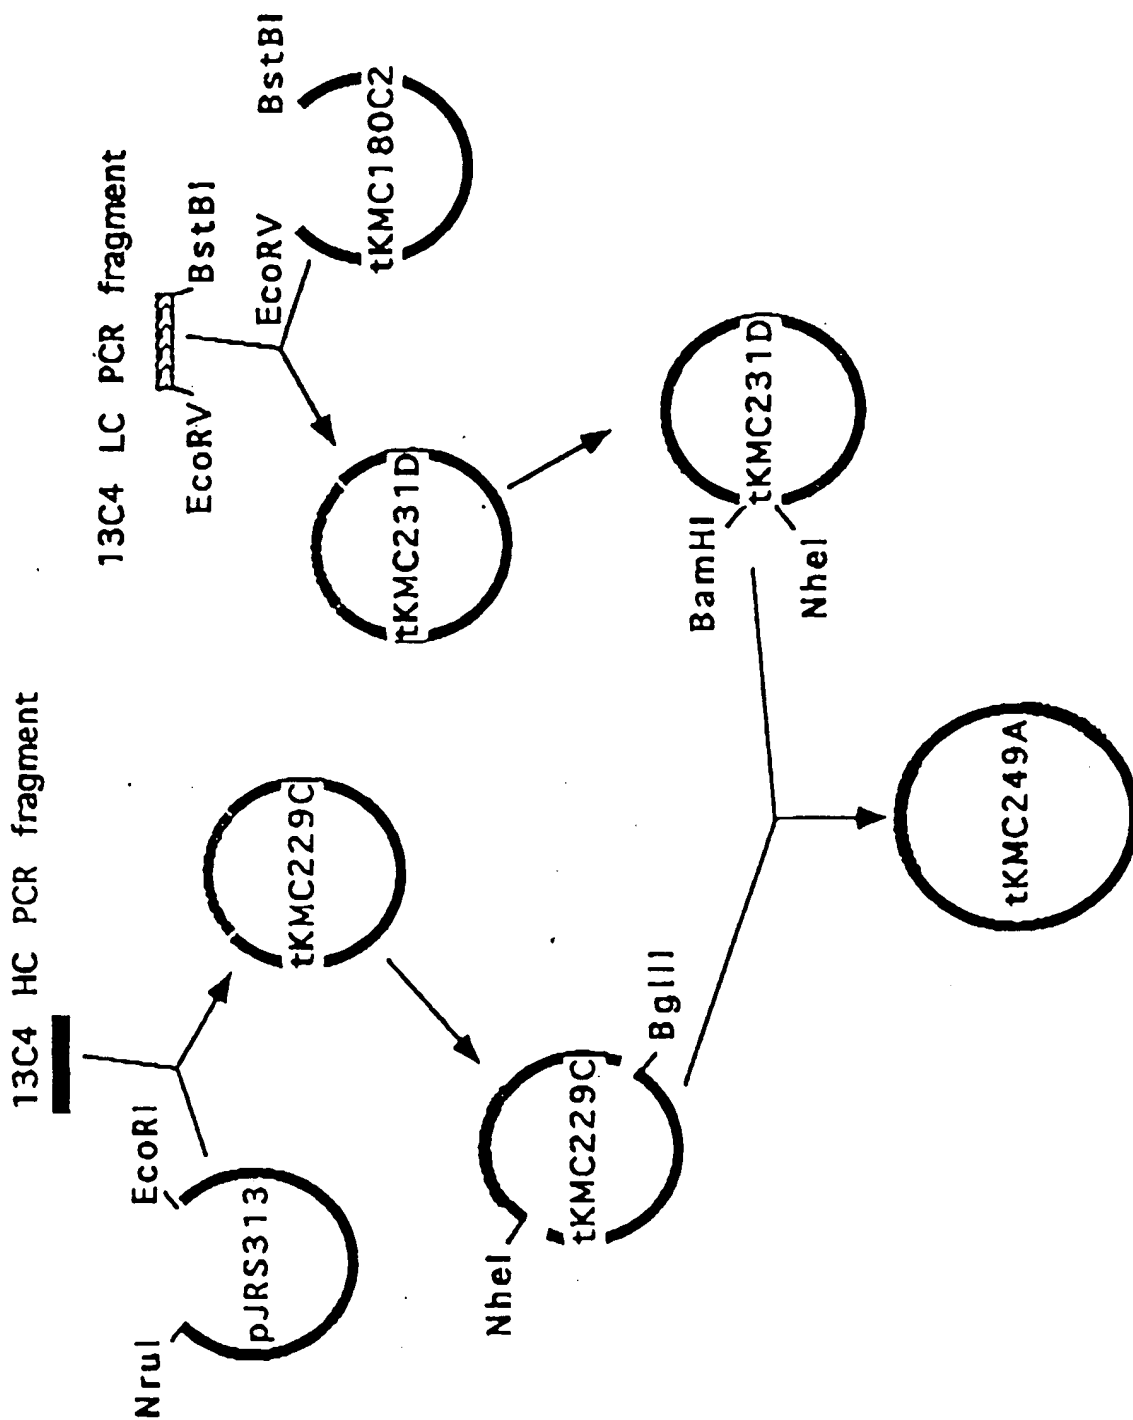 13C4 HC PCR fragment
13C4 LC PCR fragment
NruI
EcoRI
pJRS313
tKMC229C
EcoRV
BstBI
EcoRV
BstBI
tKMC180C2
tKMC231D
NheI
tKMC229C
BglII
BamHI
NheI
tKMC231D
tKMC249A